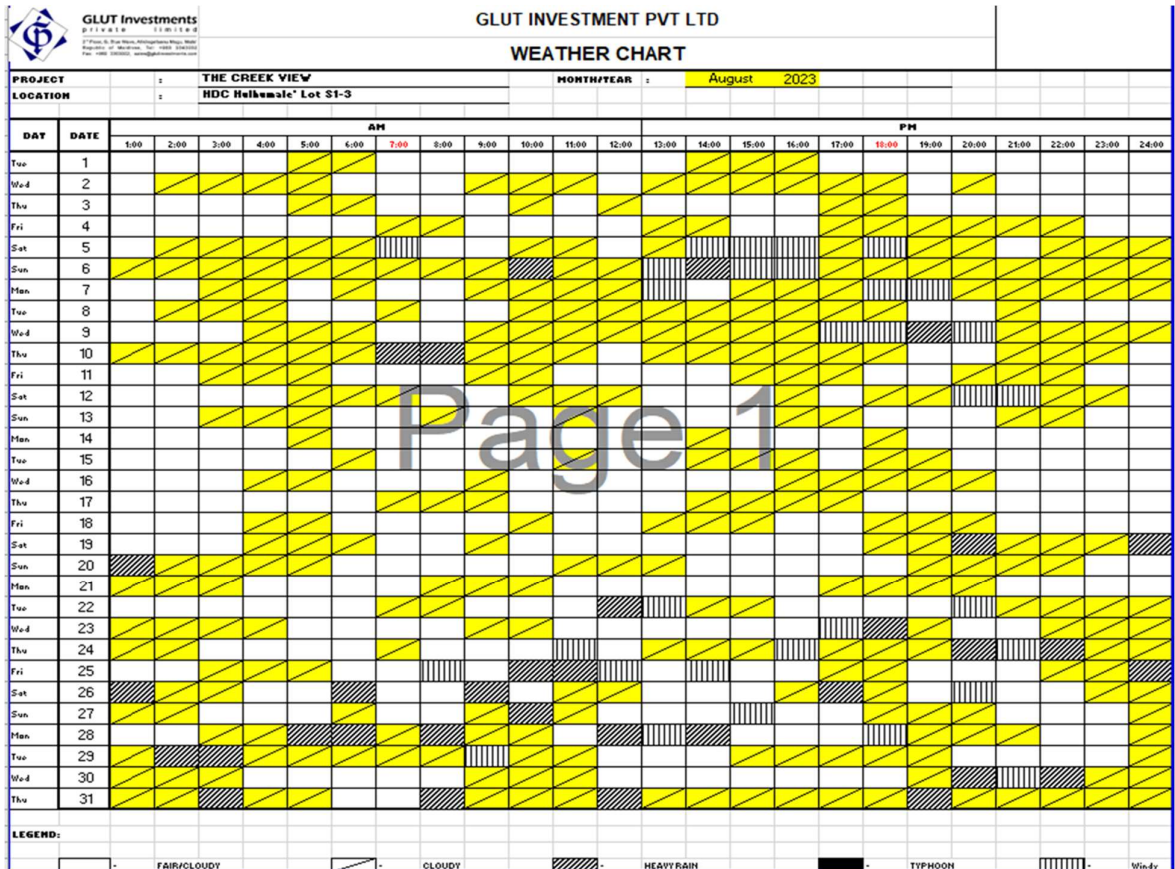 GLUT Investments
private limited
GLUT INVESTMENT PVT LTD
WEATHER CHART
PROJECT : THE CREEK VIEW MONTH/YEAR : August 2023
LOCATION : HDC Hulhumale' Lot S1-3
AM PM
DAT DATE 1:00 2:00 3:00 4:00 5:00 6:00 7:00 8:00 9:00 10:00 11:00 12:00 13:00 14:00 15:00 16:00 17:00 18:00 19:00 20:00 21:00 22:00 23:00 24:00
Tue 1
Wed 2
Thu 3
Fri 4
Sat 5
Sun 6
Mon 7
Tue 8
Wed 9
Thu 10
Fri 11
Sat 12
Sun 13
Mon 14
Tue 15
Wed 16
Thu 17
Fri 18
Sat 19
Sun 20
Mon 21
Tue 22
Wed 23
Thu 24
Fri 25
Sat 26
Sun 27
Mon 28
Tue 29
Wed 30
Thu 31
Page 1
LEGEND:
- FAIR/CLOUDY - CLOUDY - HEAVY RAIN - TYPHOON - Windy